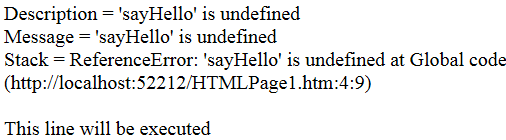 Description = 'sayHello' is undefined
Message = 'sayHello' is undefined
Stack = ReferenceError: 'sayHello' is undefined at Global code
(http://localhost:52212/HTMLPage1.htm:4:9)
This line will be executed